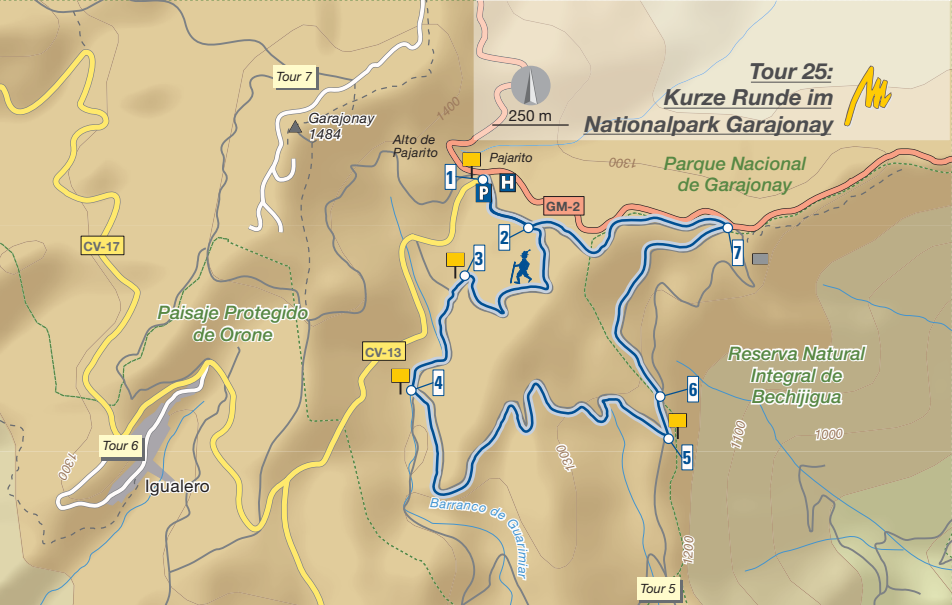 Tour 25:
Kurze Runde im
Nationalpark Garajonay
250 m
Tour 7
Garajonay
1484
1400
Alto de
Pajarito
Pajarito
1
P
H
1300
Parque Nacional
de Garajonay
GM-2
2
7
CV-17
3
Paisaje Protegido
de Orone
CV-13
Reserva Natural
Integral de
Bechijigua
4
6
5
1100
1000
Tour 6
1300
Igualero
1300
Barranco de Guarimiar
1200
Tour 5